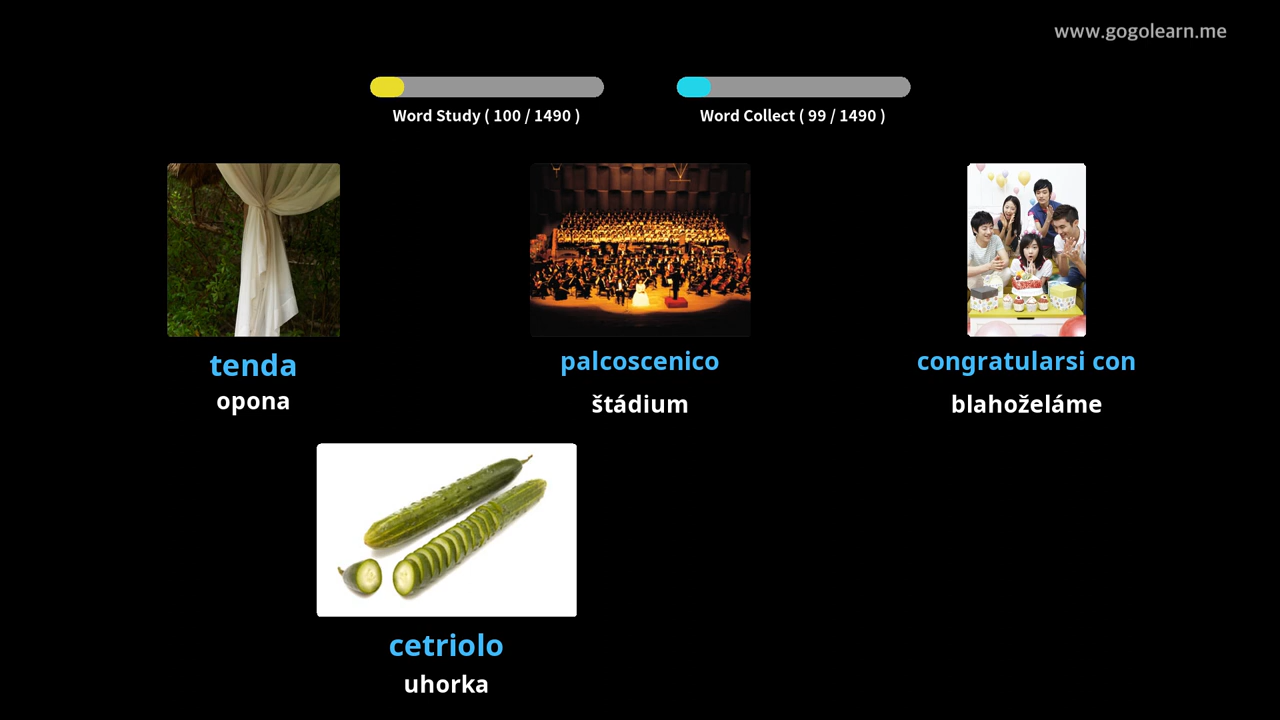 www.gogolearn.me
Word Study ( 100 / 1490 )
Word Collect ( 99 / 1490 )
tenda
opona
palcoscenico
štádium
congratularsi con
blahoželáme
cetriolo
uhorka